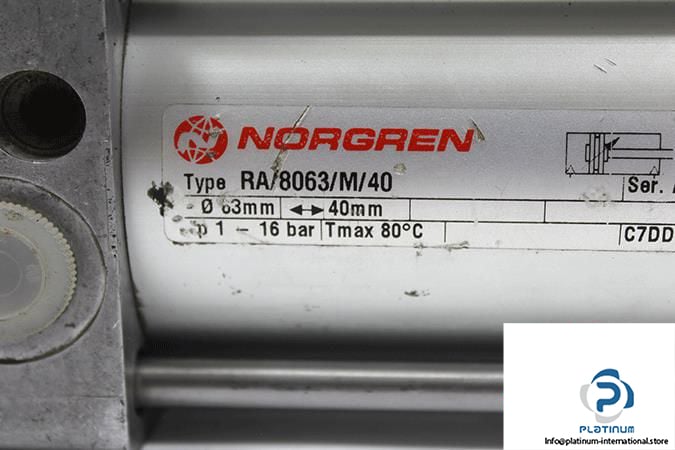 NORGREN
Type RA/8063/M/40
Ser.
Ø 63mm 40mm
p 1 – 16 bar Tmax 80°C C7DD
PLATINUM
Info@platinum-international.store